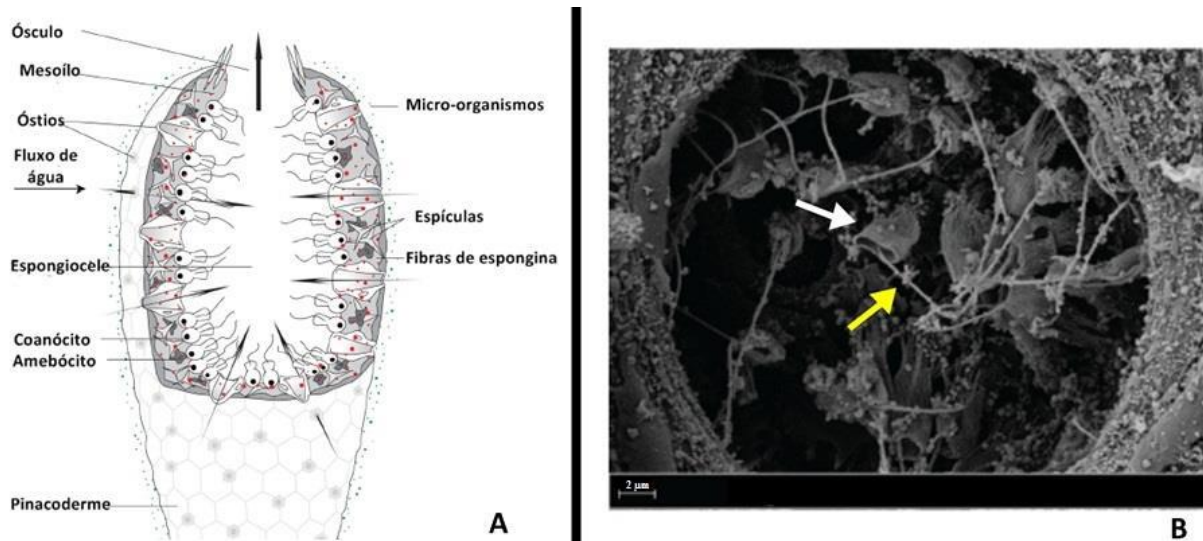 Ósculo
Mesoílo
Óstios
Fluxo de
água
Espongiocele
Coanócito
Amebócito
Pinacoderme
Micro-organismos
Espículas
Fibras de espongina
A
2 µm
B